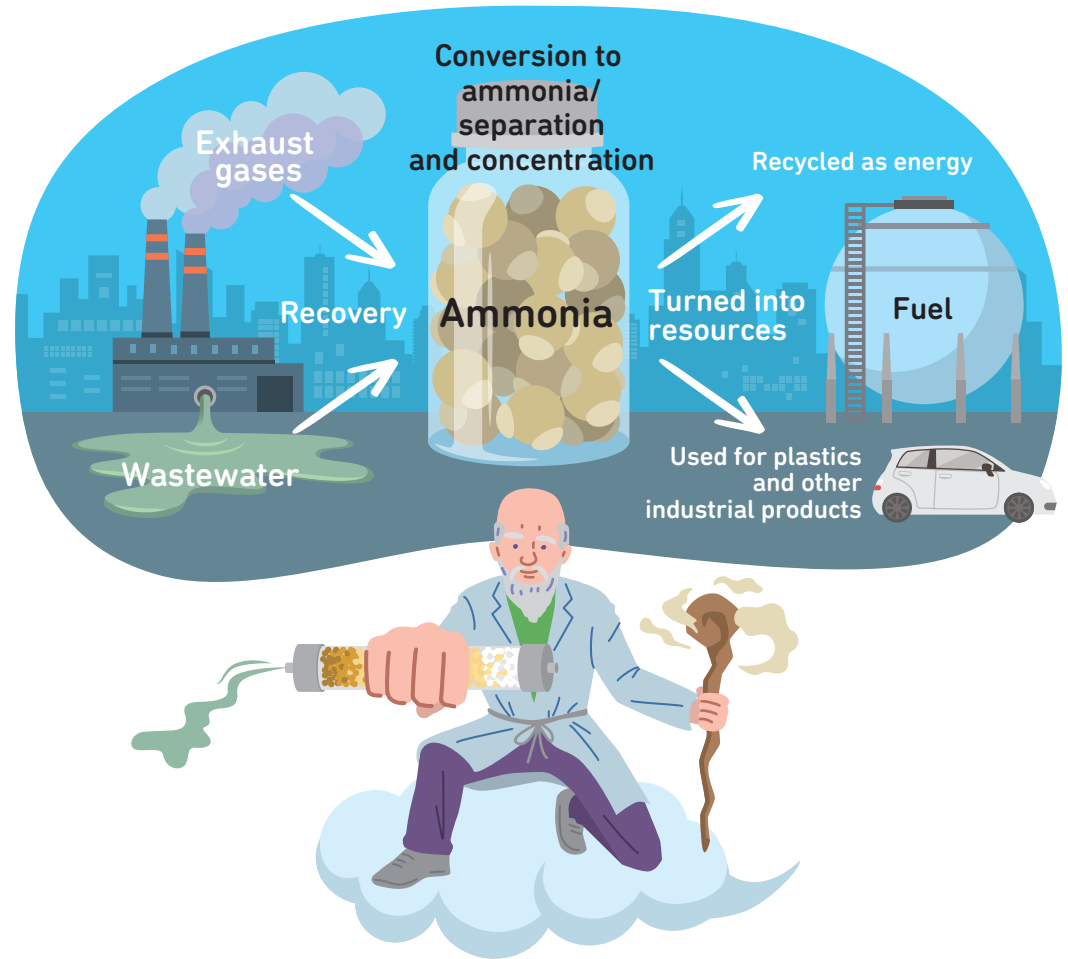 Conversion to
ammonia/
separation
and concentration
Exhaust
gases
Recycled as energy
Recovery
Ammonia
Turned into
resources
Fuel
Wastewater
Used for plastics
and other
industrial products